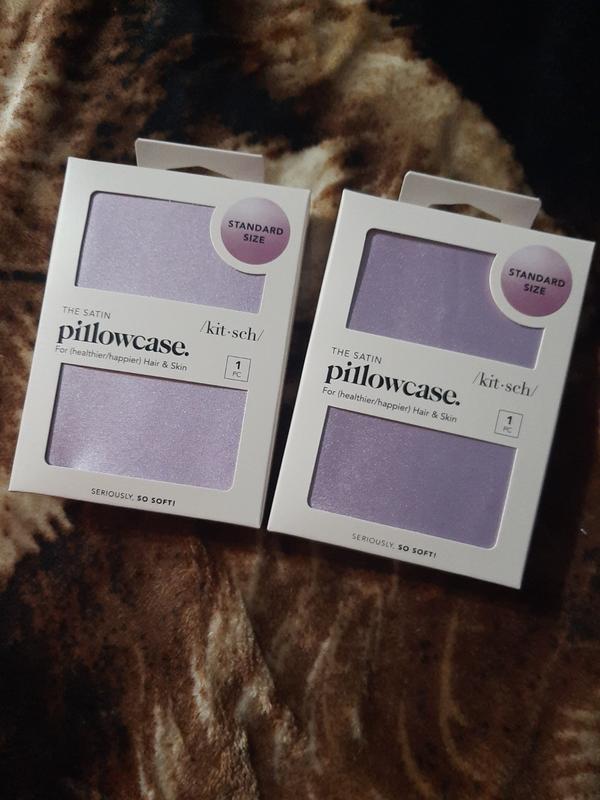 STANDARD
SIZE
THE SATIN
pillowcase.
/kit·sch/
For (healthier/happier) Hair & Skin
1
PC
SERIOUSLY, SO SOFT!
STANDARD
SIZE
THE SATIN
pillowcase.
/kit·sch/
For (healthier/happier) Hair & Skin
1
PC
SERIOUSLY, SO SOFT!